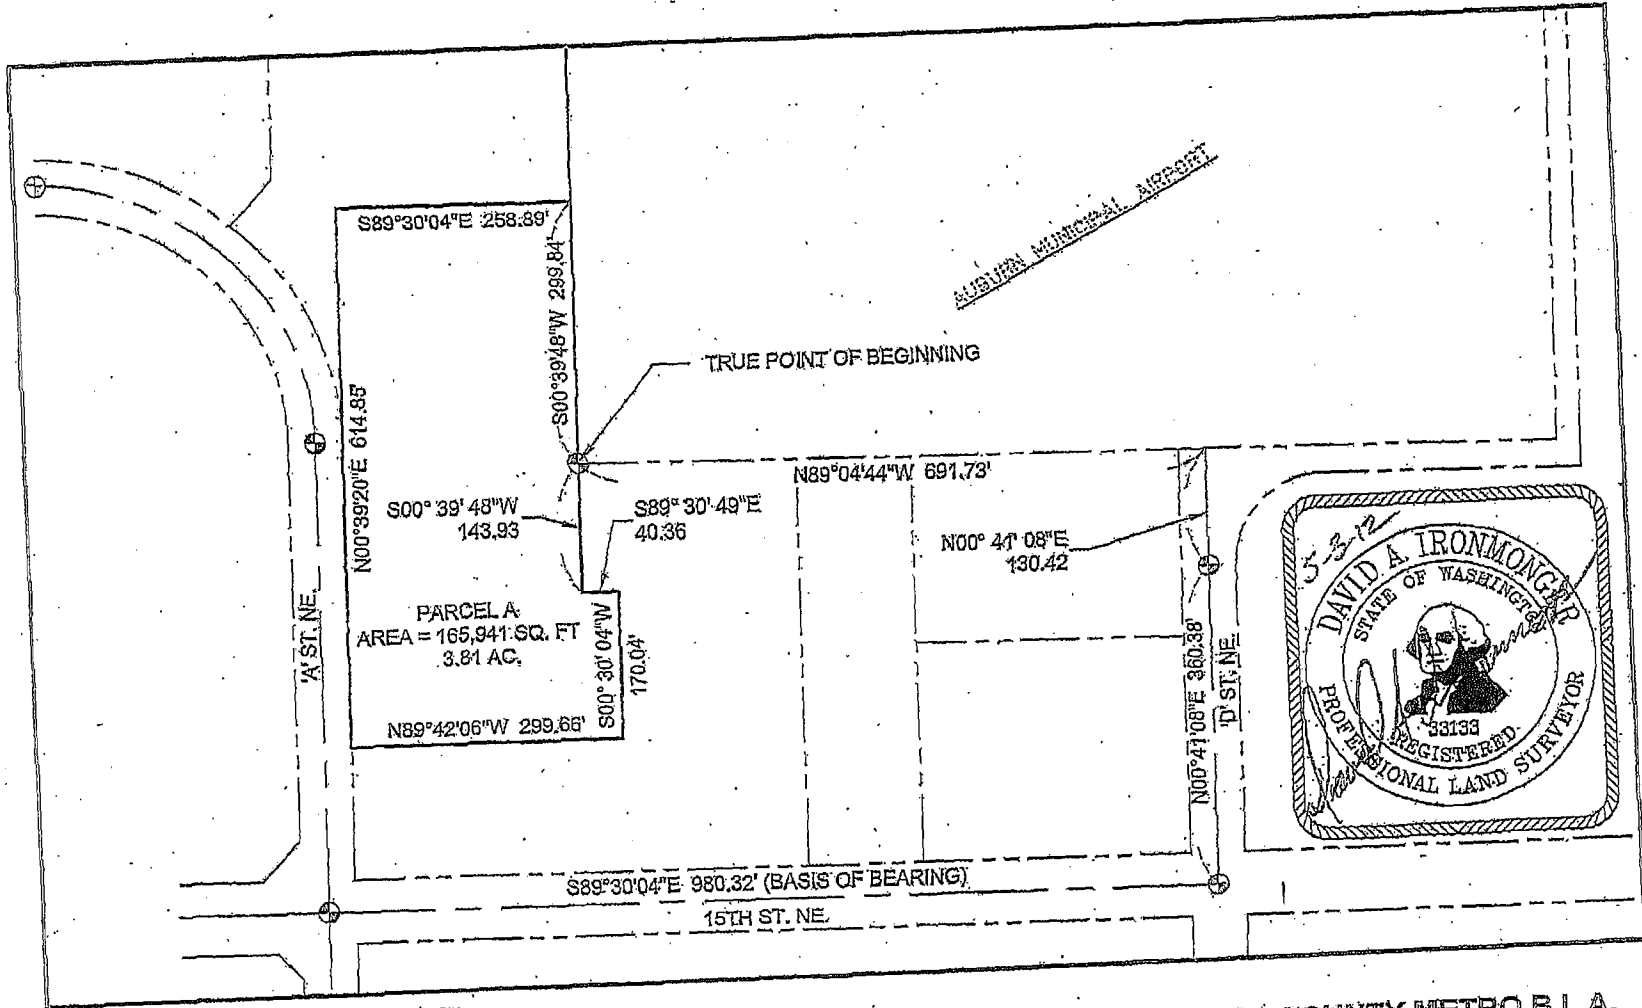 S89°30'04"E 258.89'
S00°39'48"W 299.84'
AUBURN MUNICIPAL AIRPORT
TRUE POINT OF BEGINNING
N00°39'20"E 614.85'
N89°04'44"W 691.73'
S00° 39' 48"W
143.93
S89° 30' 49"E
40.36
N00° 41' 08"E
130.42
'A' ST. NE.
PARCEL A
AREA = 165,941 SQ. FT
3.81 AC.
S00° 30' 04"W
170.04'
N89°42'06"W 299.66'
N00°41'08"E 360.38'
'D' ST. NE.
5-3-12
DAVID A. IRONMONGER
STATE OF WASHINGTON
33133
REGISTERED
PROFESSIONAL LAND SURVEYOR
S89°30'04"E 980.32' (BASIS OF BEARING)
15TH ST. NE.
COUNTY METRO B.L.A.